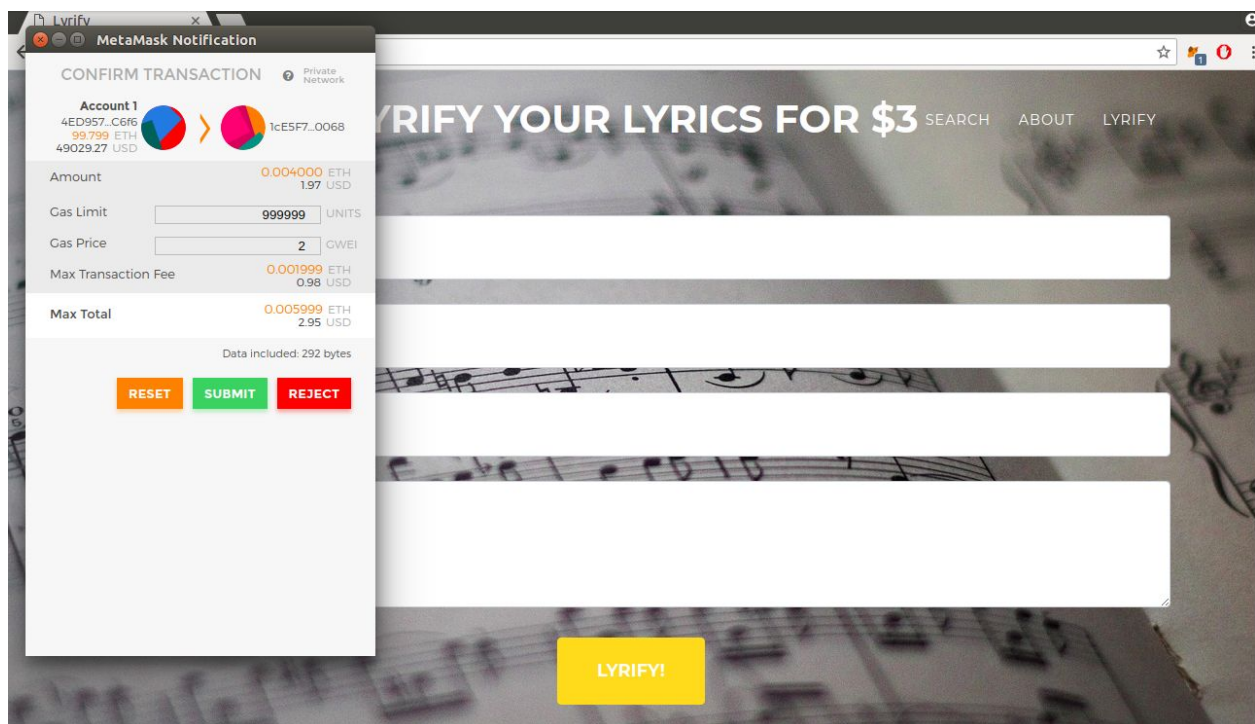 Lyrify
MetaMask Notification
CONFIRM TRANSACTION
Private
Network
Account 1
4ED957...C6f6
99.799 ETH
49029.27 USD
1cE5F7...0068
Amount
0.004000 ETH
1.97 USD
Gas Limit
999999 UNITS
Gas Price
2 GWEI
Max Transaction Fee
0.001999 ETH
0.98 USD
Max Total
0.005999 ETH
2.95 USD
Data included: 292 bytes
RESET SUBMIT REJECT
YRIFY YOUR LYRICS FOR $3
SEARCH ABOUT LYRIFY
1
LYRIFY!